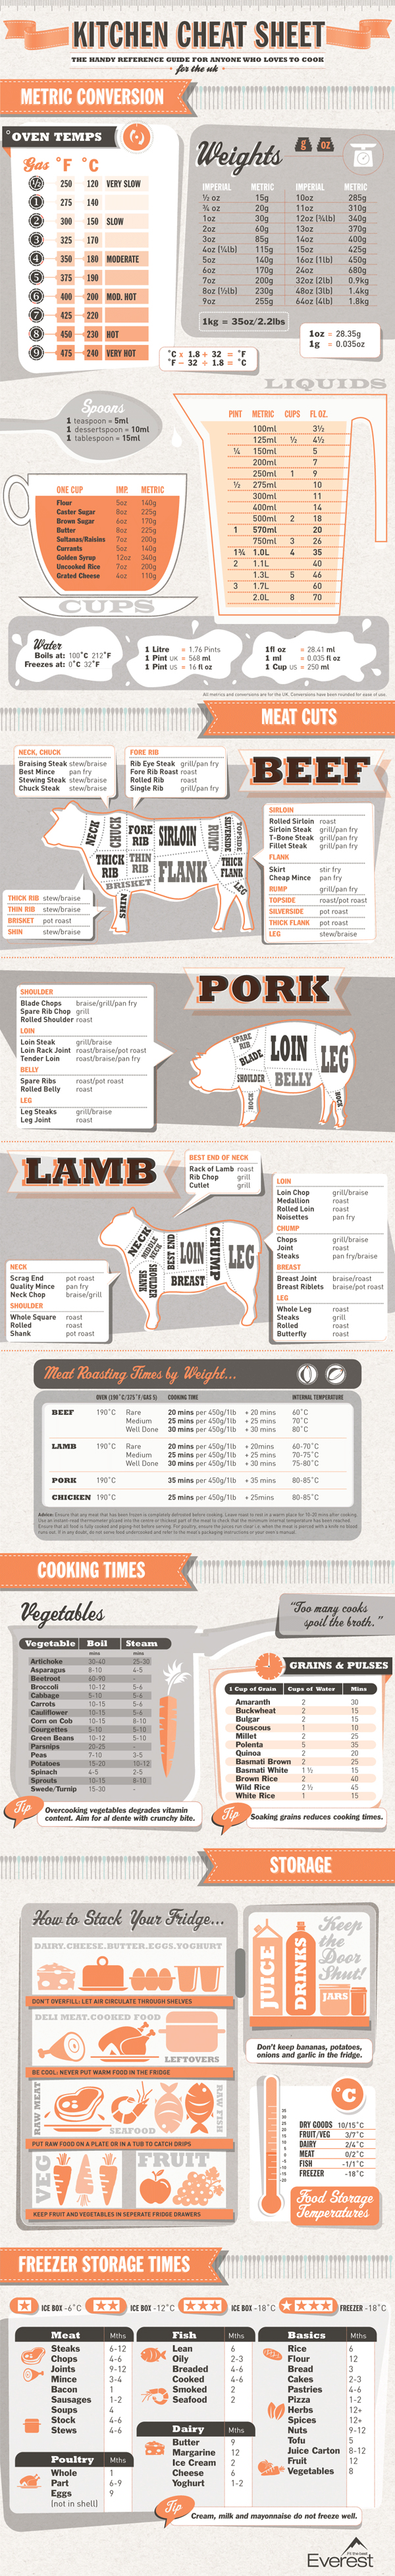 KITCHEN CHEAT SHEET
THE HANDY REFERENCE GUIDE FOR ANYONE WHO LOVES TO COOK
for the uk
METRIC CONVERSION
°OVEN TEMPS
Gas °F °C
½ 250 120 VERY SLOW
1 275 140
2 300 150 SLOW
3 325 170
4 350 180 MODERATE
5 375 190
6 400 200 MOD. HOT
7 425 220
8 450 230 HOT
9 475 240 VERY HOT
Weights
g oz
IMPERIAL METRIC IMPERIAL METRIC
½ oz 15g 10oz 285g
¾ oz 20g 11oz 310g
1oz 30g 12oz (¾lb) 340g
2oz 60g 13oz 370g
3oz 85g 14oz 400g
4oz (¼lb) 115g 15oz 425g
5oz 140g 16oz (1lb) 450g
6oz 170g 24oz 680g
7oz 200g 32oz (2lb) 0.9kg
8oz (½lb) 230g 48oz (3lb) 1.4kg
9oz 255g 64oz (4lb) 1.8kg
1kg = 35oz/2.2lbs
1oz = 28.35g
1g = 0.035oz
°C x 1.8 + 32 = °F
°F − 32 ÷ 1.8 = °C
LIQUIDS
Spoons
1 teaspoon = 5ml
1 dessertspoon = 10ml
1 tablespoon = 15ml
PINT METRIC CUPS FL OZ.
100ml 3½
125ml ½ 4½
¼ 150ml 5
200ml 7
250ml 1 9
½ 275ml 10
300ml 11
400ml 14
500ml 2 18
1 570ml 20
750ml 3 26
1¾ 1.0L 4 35
2 1.1L 40
1.3L 5 46
3 1.7L 60
2.0L 8 70
ONE CUP IMP. METRIC
Flour 5oz 140g
Caster Sugar 8oz 225g
Brown Sugar 6oz 170g
Butter 8oz 225g
Sultanas/Raisins 7oz 200g
Currants 5oz 140g
Golden Syrup 12oz 340g
Uncooked Rice 7oz 200g
Grated Cheese 4oz 110g
CUPS
Water
Boils at: 100°C 212°F
Freezes at: 0°C 32°F
1 Litre = 1.76 Pints
1 Pint UK = 568 ml
1 Pint US = 16 fl oz
1fl oz = 28.41 ml
1 ml = 0.035 fl oz
1 Cup US = 250 ml
All metrics and conversions are for the UK. Conversions have been rounded for ease of use.
MEAT CUTS
BEEF
NECK, CHUCK
Braising Steak stew/braise
Best Mince pan fry
Stewing Steak stew/braise
Chuck Steak stew/braise
FORE RIB
Rib Eye Steak grill/pan fry
Fore Rib Roast roast
Rolled Rib roast
Single Rib grill/pan fry
NECK
CHUCK
FORE RIB
SIRLOIN
RUMP
SILVERSIDE
TOPSIDE
THICK RIB
THIN RIB
BRISKET
FLANK
THICK FLANK
LEG
SHIN
SIRLOIN
Rolled Sirloin roast
Sirloin Steak grill/pan fry
T-Bone Steak grill/pan fry
Fillet Steak grill/pan fry
FLANK
Skirt stir fry
Cheap Mince pan fry
RUMP grill/pan fry
TOPSIDE roast/pot roast
SILVERSIDE pot roast
THICK FLANK pot roast
LEG stew/braise
THICK RIB stew/braise
THIN RIB stew/braise
BRISKET pot roast
SHIN stew/braise
PORK
SHOULDER
Blade Chops braise/grill/pan fry
Spare Rib Chop grill
Rolled Shoulder roast
LOIN
Loin Steak grill/braise
Loin Rack Joint roast/braise/pot roast
Tender Loin roast/braise/pan fry
BELLY
Spare Ribs roast/pot roast
Rolled Belly roast
LEG
Leg Steaks grill/braise
Leg Joint roast
SPARE RIB
BLADE
LOIN
LEG
SHOULDER
BELLY
HOCK
HOCK
LAMB
BEST END OF NECK
Rack of Lamb roast
Rib Chop grill
Cutlet grill
LOIN
Loin Chop grill/braise
Medallion roast
Rolled Loin roast
Noisettes pan fry
CHUMP
Chops grill/braise
Joint roast
Steaks pan fry/braise
BREAST
Breast Joint braise/roast
Breast Riblets braise/pot roast
LEG
Whole Leg roast
Steaks grill
Rolled roast
Butterfly roast
NECK
MIDDLE NECK
BEST END
LOIN
CHUMP
LEG
SHOULDER
BREAST
NECK
Scrag End pot roast
Quality Mince pan fry
Neck Chop braise/grill
SHOULDER
Whole Square roast
Rolled roast
Shank pot roast
Meat Roasting Times by Weight...
OVEN (190°C/375°F/GAS 5) COOKING TIME INTERNAL TEMPERATURE
BEEF 190°C Rare 20 mins per 450g/1lb + 20 mins 60°C
Medium 25 mins per 450g/1lb + 25 mins 70°C
Well Done 30 mins per 450g/1lb + 30 mins 80°C
LAMB 190°C Rare 20 mins per 450g/1lb + 20mins 60-70°C
Medium 25 mins per 450g/1lb + 25 mins 70-75°C
Well Done 30 mins per 450g/1lb + 30 mins 75-80°C
PORK 190°C 35 mins per 450g/1lb + 35 mins 80-85°C
CHICKEN 190°C 25 mins per 450g/1lb + 25mins 80-85°C
COOKING TIMES
"Too many cooks
spoil the broth."
Vegetables
Vegetable Boil Steam
mins mins
Artichoke 30-40 25-30
Asparagus 8-10 4-5
Beetroot 60-90 -
Broccoli 10-12 5-6
Cabbage 5-10 5-6
Carrots 10-15 5-6
Cauliflower 10-15 5-6
Corn on Cob 10-15 8-10
Courgettes 5-10 5-10
Green Beans 10-12 5-10
Parsnips 20-25 -
Peas 7-10 3-5
Potatoes 15-20 10-12
Spinach 4-5 2-5
Sprouts 10-15 8-10
Swede/Turnip 15-30 -
Tip
Overcooking vegetables degrades vitamin
content. Aim for al dente with crunchy bite.
GRAINS & PULSES
1 Cup of Grain Cups of Water Mins
Amaranth 2 30
Buckwheat 2 15
Bulgar 2 15
Couscous 1 10
Millet 2 25
Polenta 5 35
Quinoa 2 20
Basmati Brown 2 25
Basmati White 1 ½ 15
Brown Rice 2 40
Wild Rice 2 ½ 45
White Rice 1 15
Tip
Soaking grains reduces cooking times.
STORAGE
How to Stack Your Fridge...
DAIRY.CHEESE.BUTTER.EGGS.YOGHURT
DON'T OVERFILL: LET AIR CIRCULATE THROUGH SHELVES
DELI MEAT.COOKED FOOD
LEFTOVERS
BE COOL: NEVER PUT WARM FOOD IN THE FRIDGE
RAW MEAT
SEAFOOD
RAW FISH
PUT RAW FOOD ON A PLATE OR IN A TUB TO CATCH DRIPS
VEG
FRUIT
KEEP FRUIT AND VEGETABLES IN SEPERATE FRIDGE DRAWERS
JUICE
DRINKS
JARS
Keep
the
Door
Shut!
Don't keep bananas, potatoes,
onions and garlic in the fridge.
°C
35
30
25
20
15
10
5
0
-5
-10
-15
-20
DRY GOODS 10/15°C
FRUIT/VEG 3/7°C
DAIRY 2/4°C
MEAT 0/2°C
FISH -1/1°C
FREEZER -18°C
Food Storage
Temperatures
FREEZER STORAGE TIMES
ICE BOX -6°C
ICE BOX -12°C
ICE BOX -18°C
FREEZER -18°C
Meat Mths
Steaks 6-12
Chops 4-6
Joints 9-12
Mince 3-4
Bacon 1
Sausages 1-2
Soups 4
Stock 4-6
Stews 4-6
Poultry Mths
Whole 1
Part 6-9
Eggs 9
(not in shell)
Fish Mths
Lean 6
Oily 2-3
Breaded 4-6
Cooked 4-6
Smoked 2
Seafood 2
Dairy Mths
Butter 9
Margarine 12
Ice Cream 2
Cheese 6
Yoghurt 1-2
Basics Mths
Rice 6
Flour 12
Bread 3
Cakes 2-3
Pastries 4-6
Pizza 1-2
Herbs 12+
Spices 12+
Nuts 9-12
Tofu 5
Juice Carton 8-12
Fruit 12
Vegetables 8
Tip
Cream, milk and mayonnaise do not freeze well.
Everest